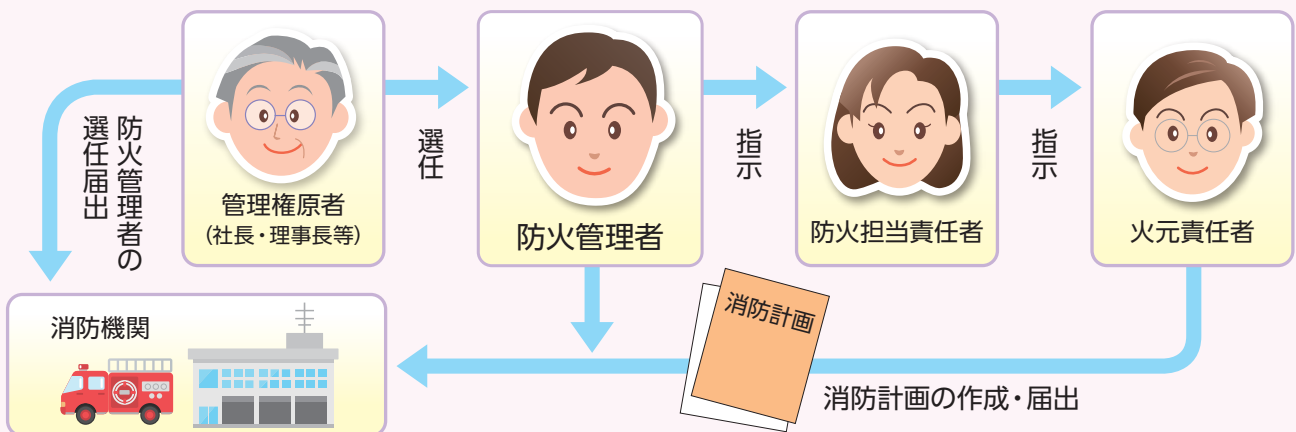 防火管理者の
選任届出
管理権原者
（社長・理事長等）
選任
防火管理者
指示
防火担当責任者
指示
火元責任者
消防機関
消防計画
消防計画の作成・届出